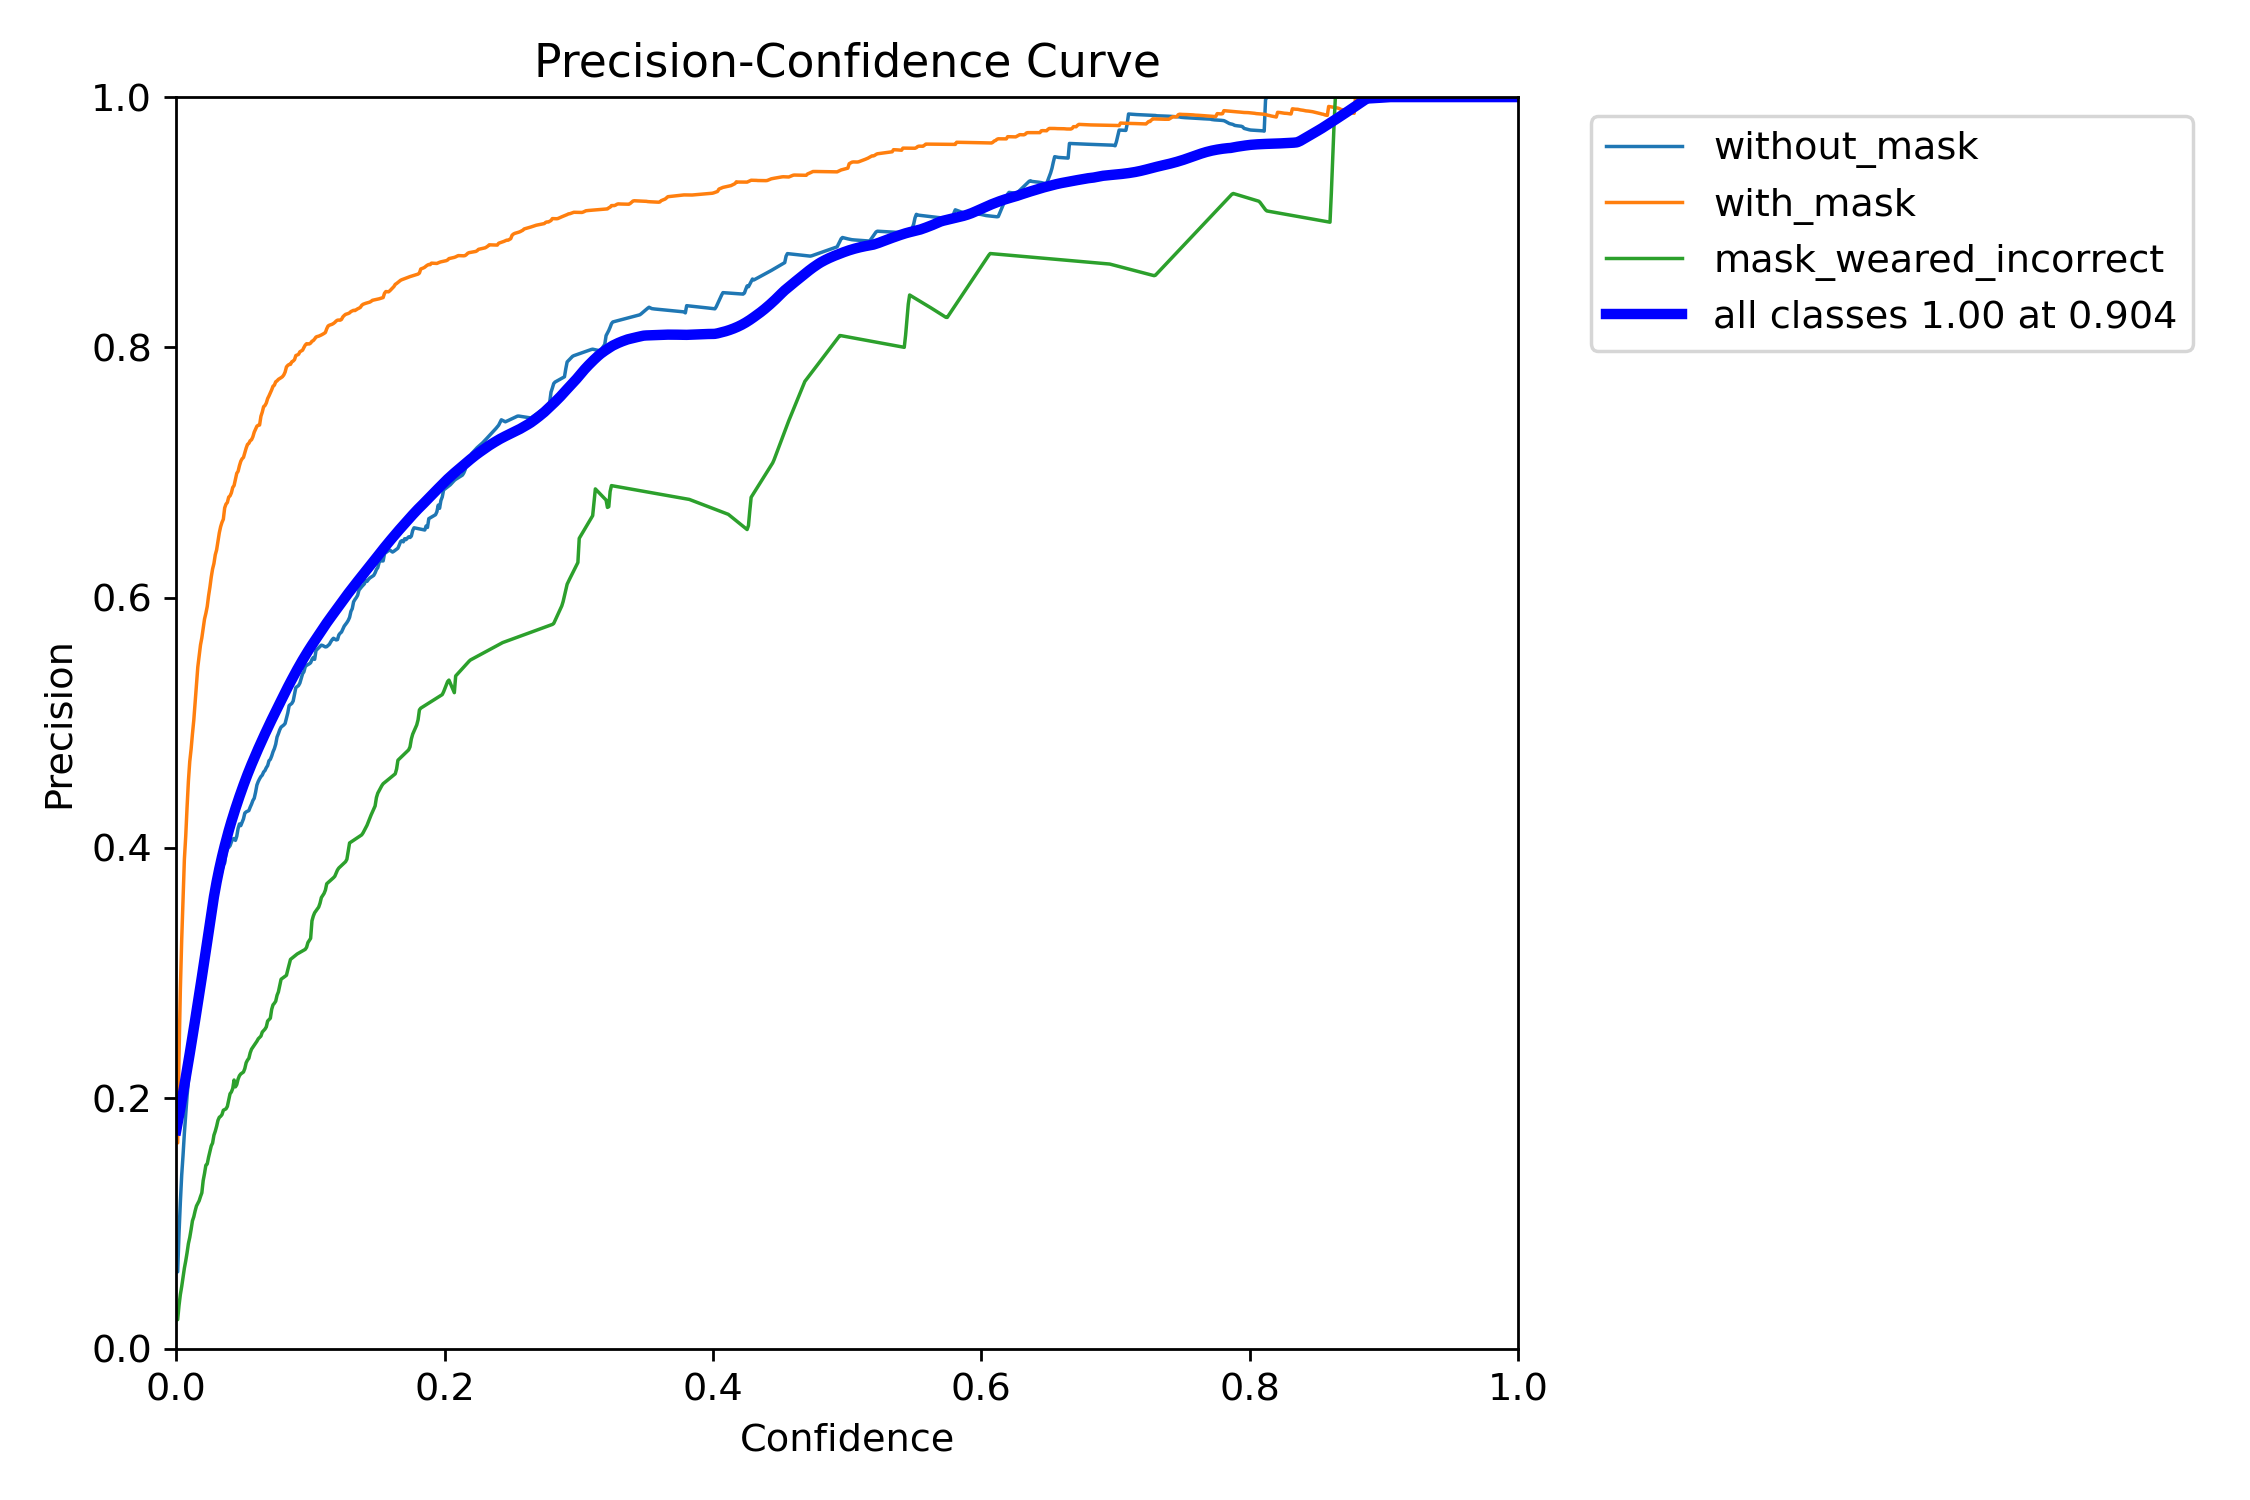 Precision-Confidence Curve
1.0
0.8
0.6
0.4
0.2
0.0
Precision
0.0 0.2 0.4 0.6 0.8 1.0
Confidence
without_mask
with_mask
mask_weared_incorrect
all classes 1.00 at 0.904